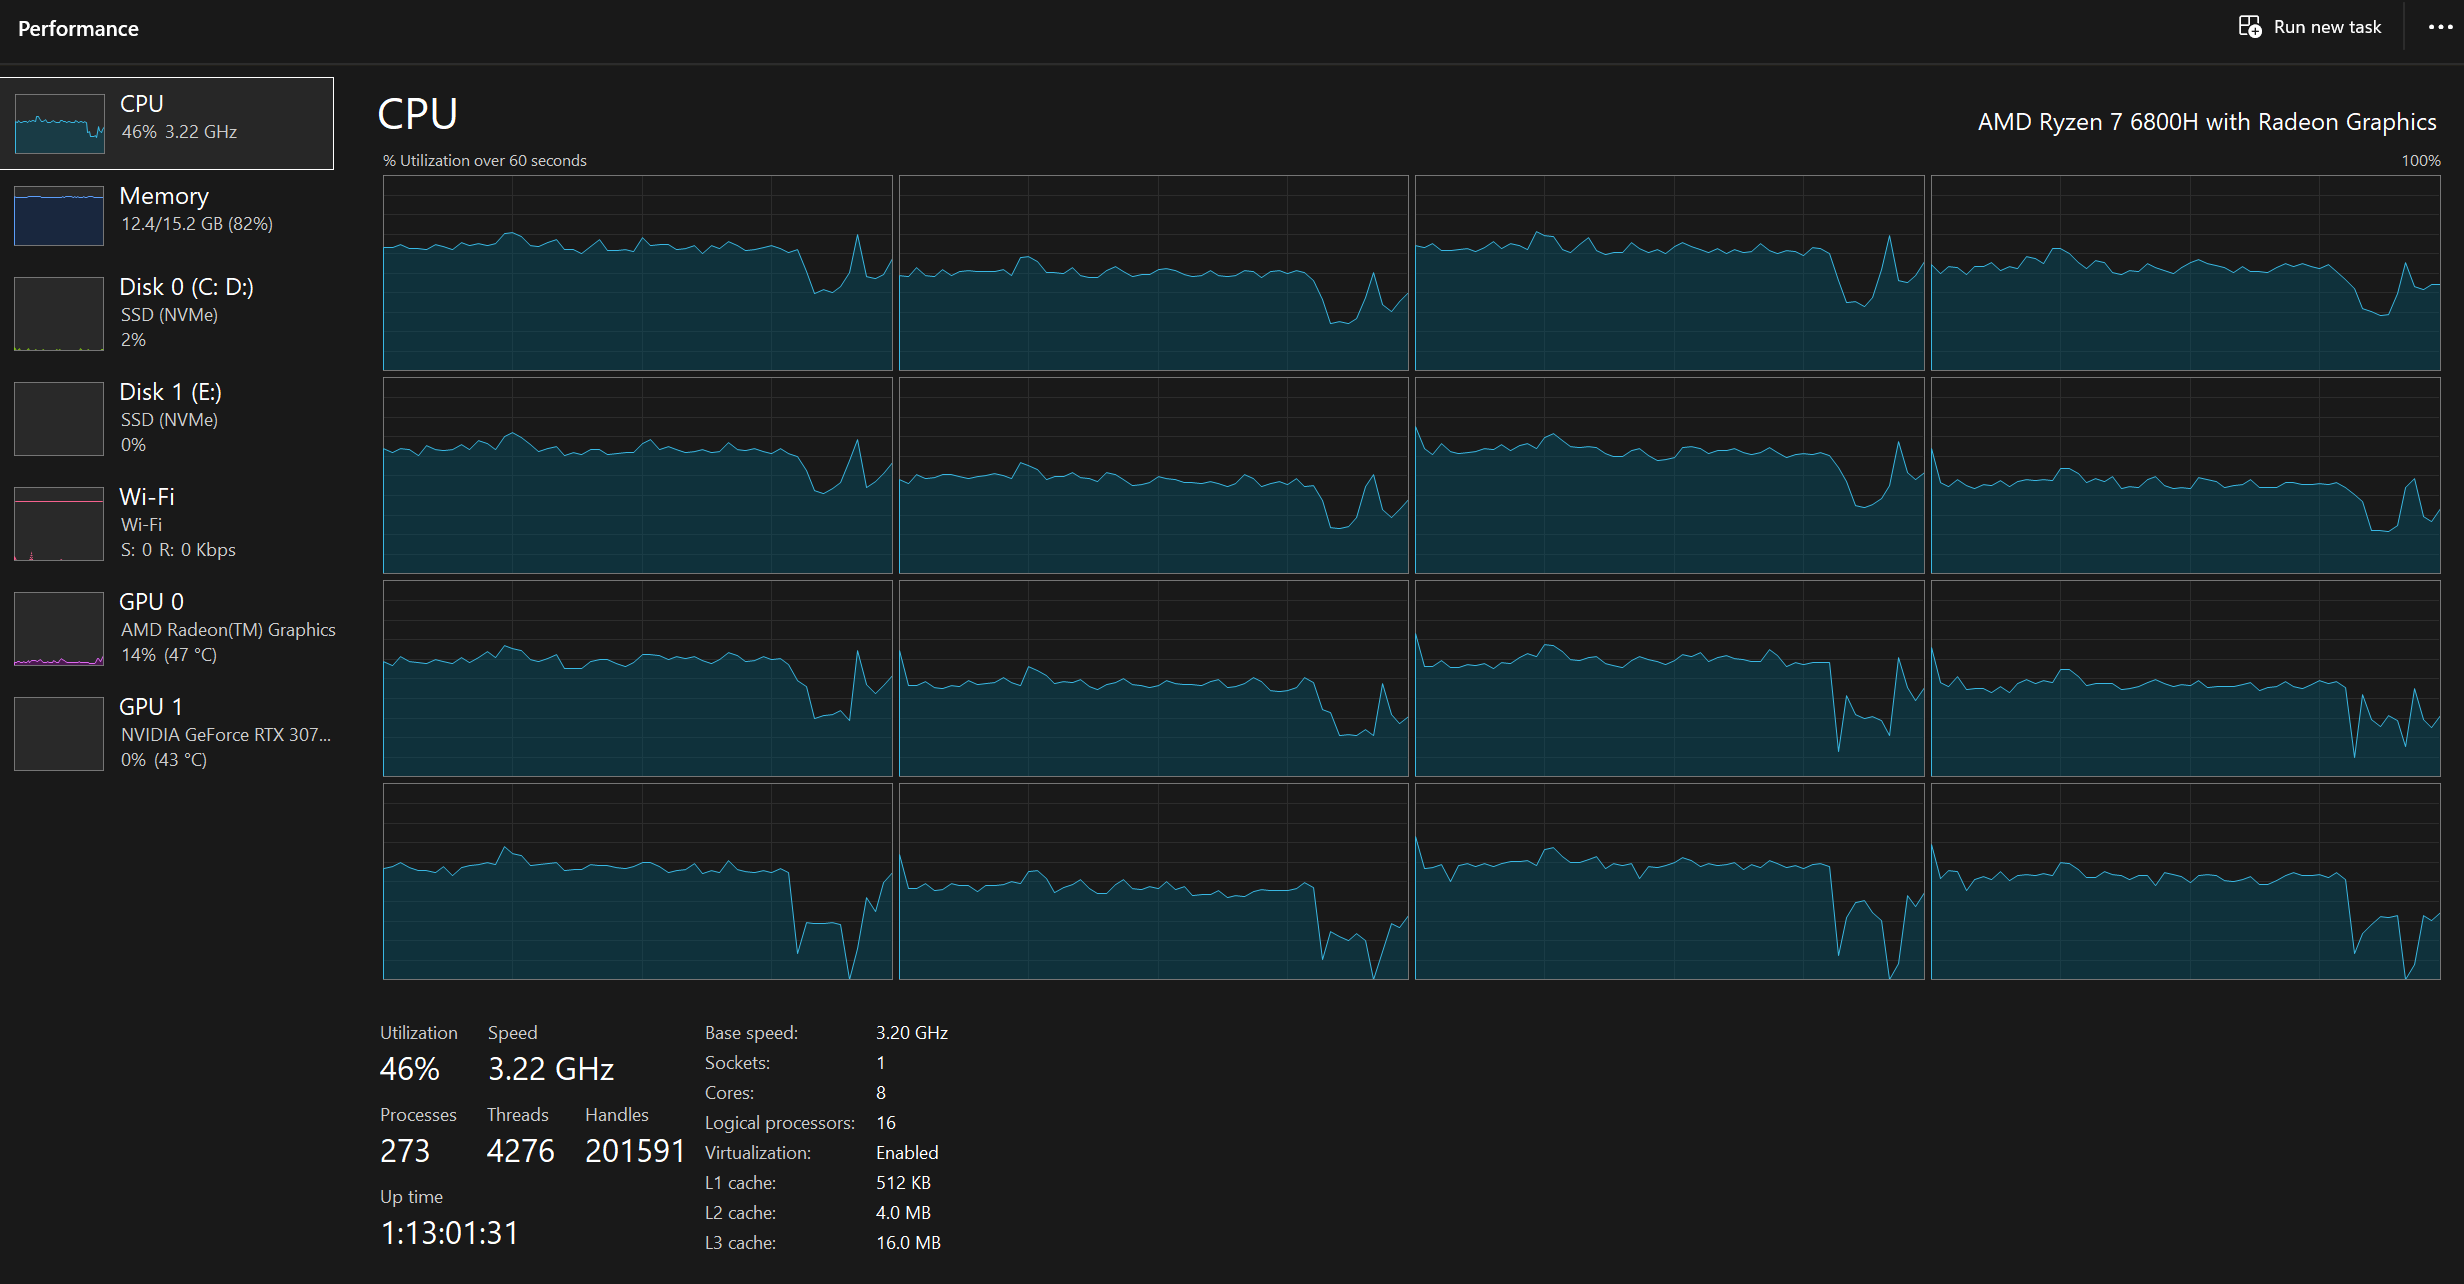 Performance
Run new task
CPU
46% 3.22 GHz
Memory
12.4/15.2 GB (82%)
Disk 0 (C: D:)
SSD (NVMe)
2%
Disk 1 (E:)
SSD (NVMe)
0%
Wi-Fi
Wi-Fi
S: 0 R: 0 Kbps
GPU 0
AMD Radeon(TM) Graphics
14% (47 °C)
GPU 1
NVIDIA GeForce RTX 307...
0% (43 °C)
CPU
AMD Ryzen 7 6800H with Radeon Graphics
% Utilization over 60 seconds
100%
Utilization
46%
Speed
3.22 GHz
Processes
273
Threads
4276
Handles
201591
Up time
1:13:01:31
Base speed: 3.20 GHz
Sockets: 1
Cores: 8
Logical processors: 16
Virtualization: Enabled
L1 cache: 512 KB
L2 cache: 4.0 MB
L3 cache: 16.0 MB